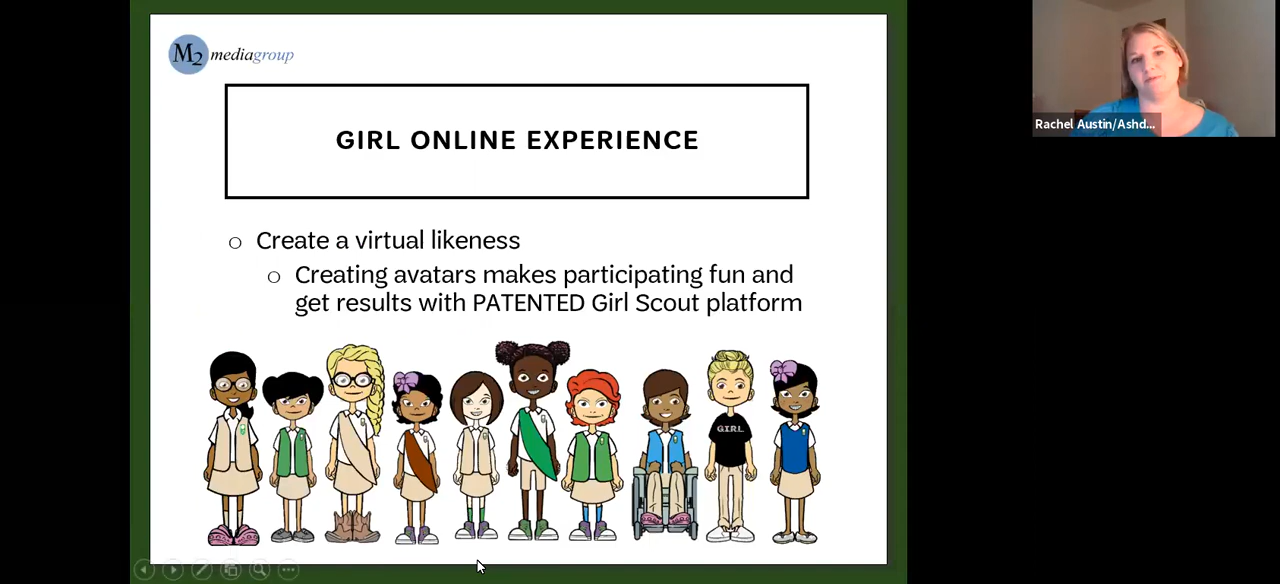 M2 mediagroup
GIRL ONLINE EXPERIENCE
Create a virtual likeness
Creating avatars makes participating fun and
get results with PATENTED Girl Scout platform
GIRL
Rachel Austin/Ashd...